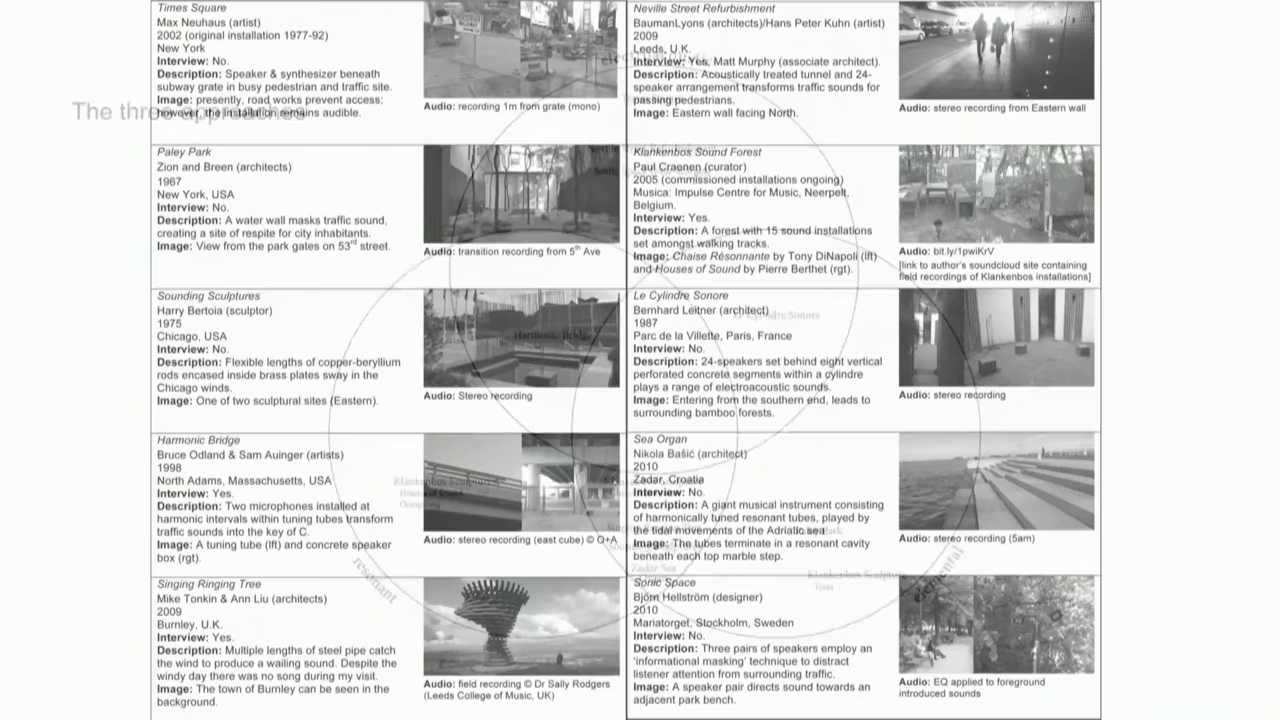 The three approaches
Times Square
Max Neuhaus (artist)
2002 (original installation 1977-92)
New York
Interview: No.
Description: Speaker & synthesizer beneath
subway grate in busy pedestrian and traffic site.
Image: presently, road works prevent access;
however, the installation remains audible.
Audio: recording 1m from grate (mono)
Neville Street Refurbishment
BaumanLyons (architects)/Hans Peter Kuhn (artist)
2009
Leeds, U.K.
Interview: Yes, Matt Murphy (associate architect).
Description: Acoustically treated tunnel and 24-
speaker arrangement transforms traffic sounds for
passing pedestrians.
Image: Eastern wall facing North.
Audio: stereo recording from Eastern wall
Paley Park
Zion and Breen (architects)
1967
New York, USA
Interview: No.
Description: A water wall masks traffic sound,
creating a site of respite for city inhabitants.
Image: View from the park gates on 53rd street.
Audio: transition recording from 5th Ave
Klankenbos Sound Forest
Paul Craenen (curator)
2005 (commissioned installations ongoing)
Musica: Impulse Centre for Music, Neerpelt,
Belgium.
Interview: Yes.
Description: A forest with 15 sound installations
set amongst walking tracks.
Image: Chaise Résonnante by Tony DiNapoli (lft)
and Houses of Sound by Pierre Berthet (rgt).
Audio: bit.ly/1pwiKrV
[link to author's soundcloud site containing
field recordings of Klankenbos installations]
Sounding Sculptures
Harry Bertoia (sculptor)
1975
Chicago, USA
Interview: No.
Description: Flexible lengths of copper-beryllium
rods encased inside brass plates sway in the
Chicago winds.
Image: One of two sculptural sites (Eastern).
Audio: Stereo recording
Harmonic Bridge
Le Cylindre Sonore
Bernhard Leitner (architect)
1987
Parc de la Villette, Paris, France
Interview: No.
Description: 24-speakers set behind eight vertical
perforated concrete segments within a cylindre
plays a range of electroacoustic sounds.
Image: Entering from the southern end, leads to
surrounding bamboo forests.
Audio: stereo recording
Le Cylindre Sonore
Harmonic Bridge
Bruce Odland & Sam Auinger (artists)
1998
North Adams, Massachusetts, USA
Interview: Yes.
Description: Two microphones installed at
harmonic intervals within tuning tubes transform
traffic sounds into the key of C.
Image: A tuning tube (lft) and concrete speaker
box (rgt).
Audio: stereo recording (east cube) © O+A
Sea Organ
Nikola Bašić (architect)
2010
Zadar, Croatia
Interview: No.
Description: A giant musical instrument consisting
of harmonically tuned resonant tubes, played by
the tidal movements of the Adriatic sea.
Image: The tubes terminate in a resonant cavity
beneath each top marble step.
Audio: stereo recording (5am)
Zadar Sea
Klankenbos Sculpture
resonant
elemental
Singing Ringing Tree
Mike Tonkin & Ann Liu (architects)
2009
Burnley, U.K.
Interview: Yes.
Description: Multiple lengths of steel pipe catch
the wind to produce a wailing sound. Despite the
windy day there was no song during my visit.
Image: The town of Burnley can be seen in the
background.
Audio: field recording © Dr Sally Rodgers
(Leeds College of Music, UK)
Sonic Space
Björn Hellström (designer)
2010
Mariatorget, Stockholm, Sweden
Interview: No.
Description: Three pairs of speakers employ an
'informational masking' technique to distract
listener attention from surrounding traffic.
Image: A speaker pair directs sound towards an
adjacent park bench.
Audio: EQ applied to foreground
introduced sounds